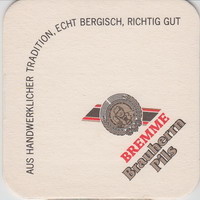 AUS HANDWERKLICHER TRADITION, ECHT BERGISCH, RICHTIG GUT
BREMME
Brauherrn
Pils